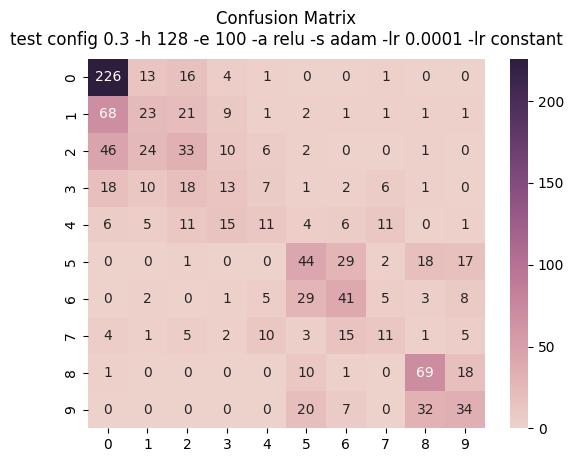 Confusion Matrix
test config 0.3 -h 128 -e 100 -a relu -s adam -lr 0.0001 -lr constant
0 226 13 16 4 1 0 0 1 0 0
1 68 23 21 9 1 2 1 1 1 1
2 46 24 33 10 6 2 0 0 1 0
3 18 10 18 13 7 1 2 6 1 0
4 6 5 11 15 11 4 6 11 0 1
5 0 0 1 0 0 44 29 2 18 17
6 0 2 0 1 5 29 41 5 3 8
7 4 1 5 2 10 3 15 11 1 5
8 1 0 0 0 0 10 1 0 69 18
9 0 0 0 0 0 20 7 0 32 34
0 1 2 3 4 5 6 7 8 9
200
150
100
50
0